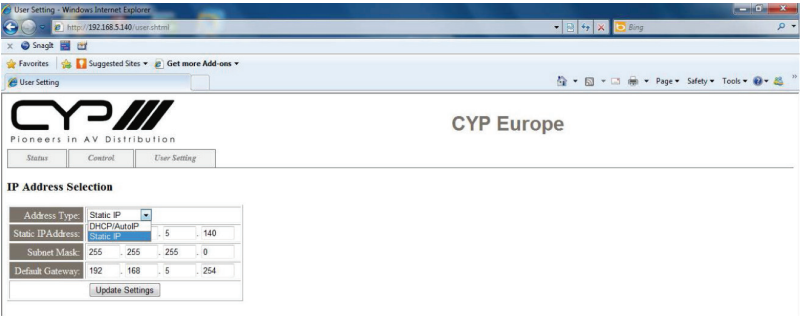 User Setting - Windows Internet Explorer
http://192.168.5.140/user.shtml
Bing
x SnagIt
Favorites Suggested Sites Get more Add-ons
User Setting
Page Safety Tools
CYP
Pioneers in AV Distribution
CYP Europe
Status Control User Setting
IP Address Selection
Address Type: Static IP
DHCP/AutoIP
Static IPAddress: Static IP . 5 . 140
Subnet Mask: 255 . 255 . 255 . 0
Default Gateway: 192 . 168 . 5 . 254
Update Settings